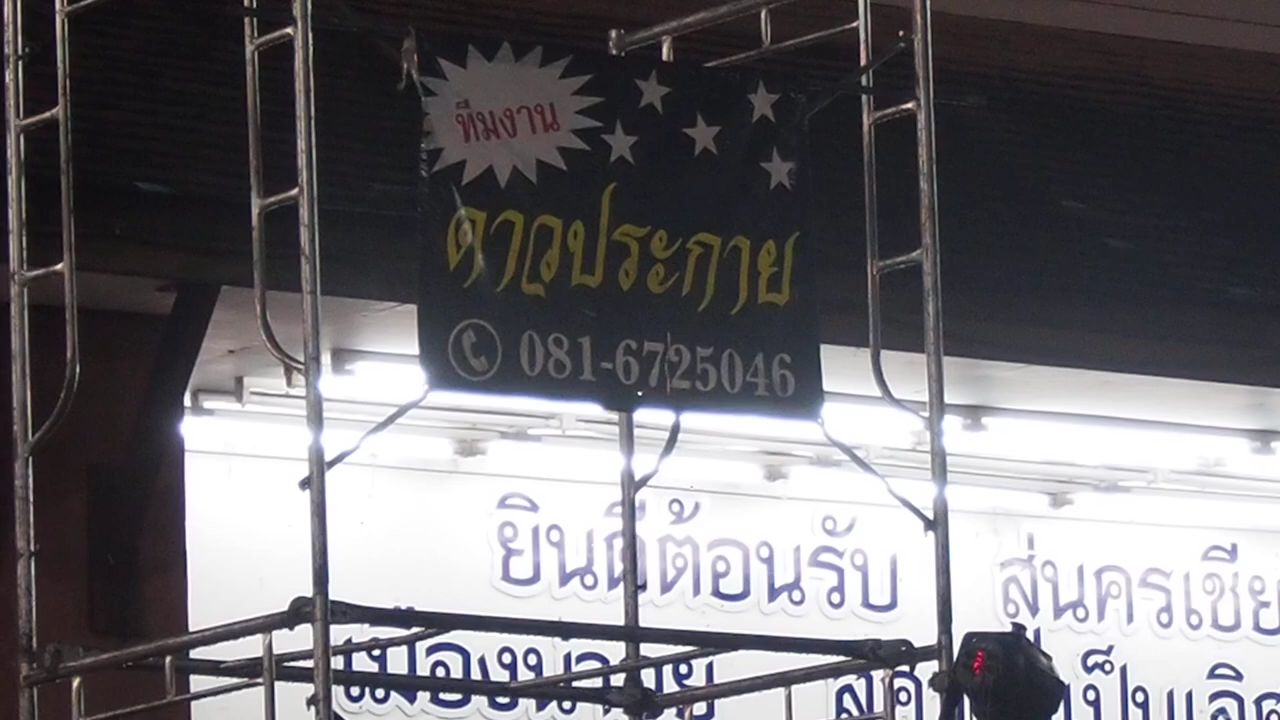 ทีมงาน
ดาวประกาย
081-6725046
ยินดีต้อนรับ
สู่นครเชีย